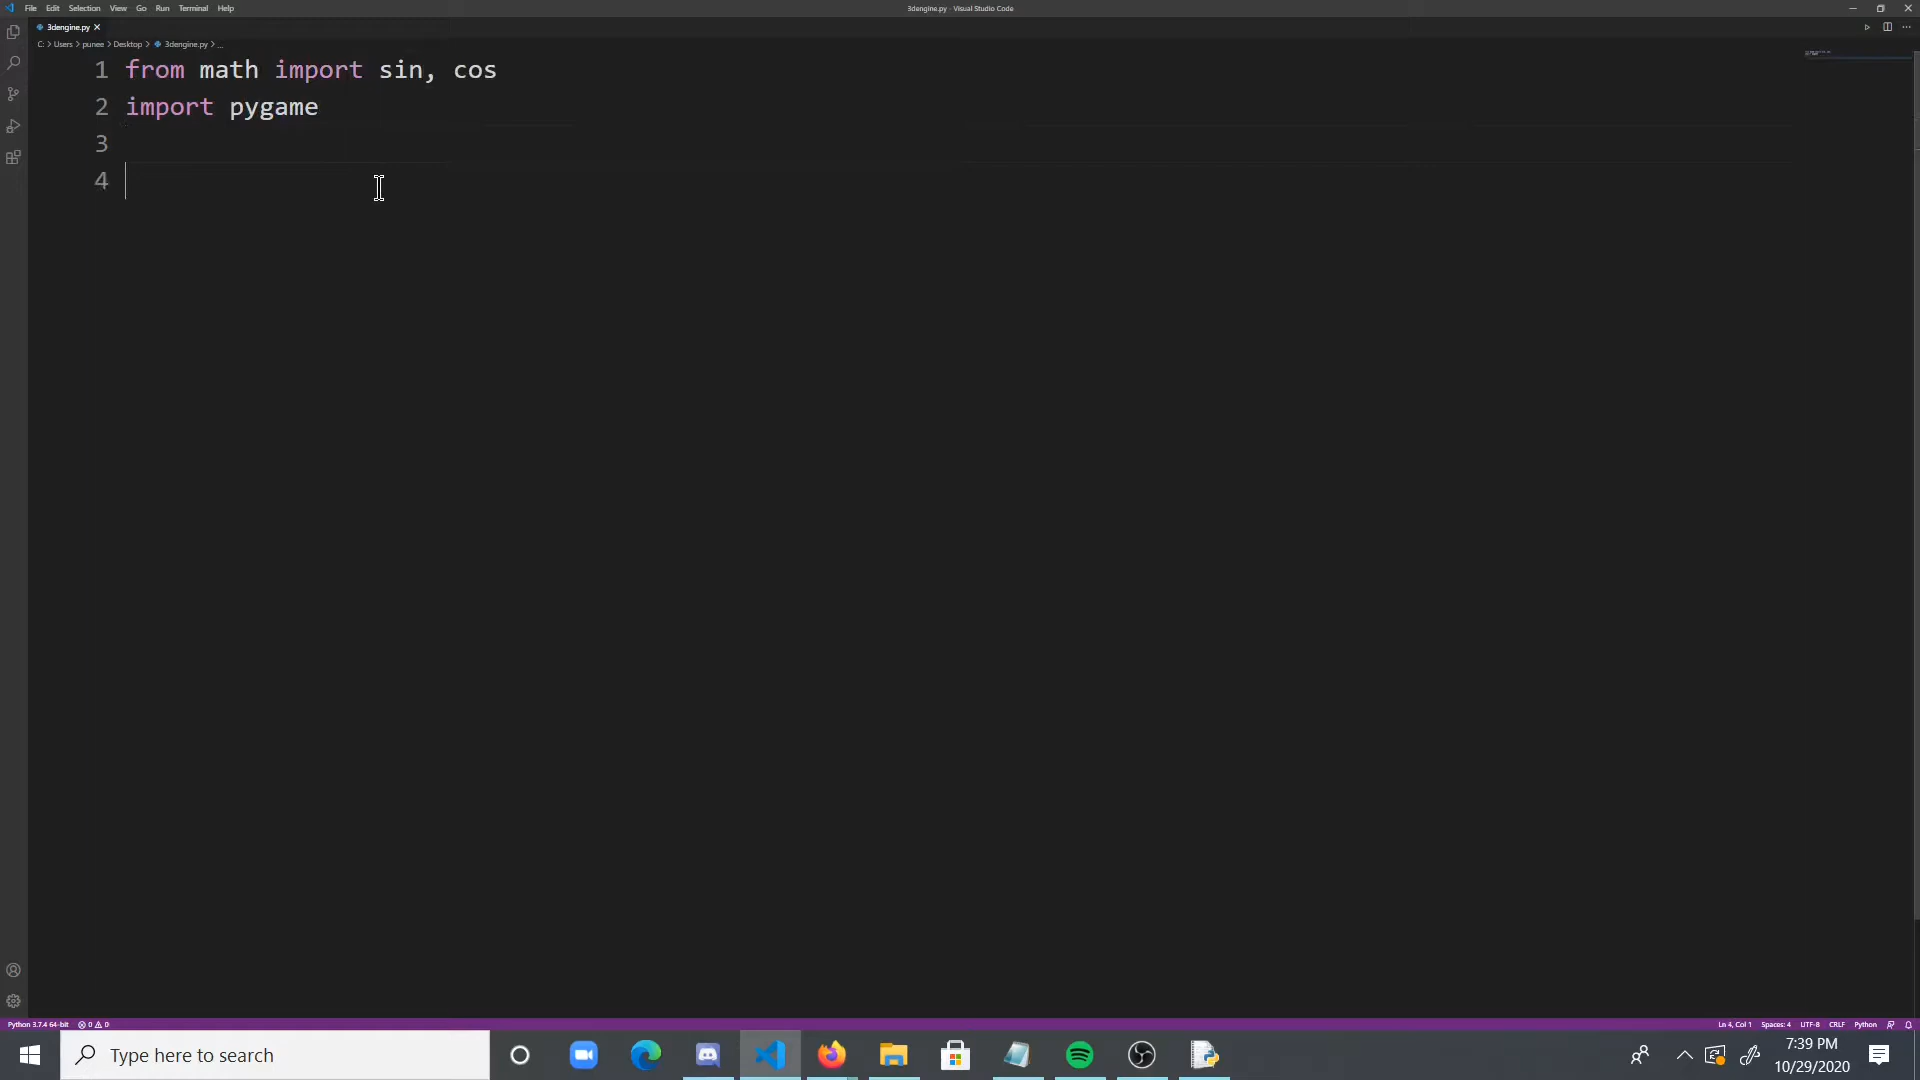 File Edit Selection View Go Run Terminal Help
3dengine.py - Visual Studio Code
3dengine.py
C: > Users > punee > Desktop > 3dengine.py > ...
1 from math import sin, cos
2 import pygame
3
4
Python 3.7.4 64-bit 0 0
Ln 4, Col 1 Spaces: 4 UTF-8 CRLF Python
Type here to search
7:39 PM
10/29/2020